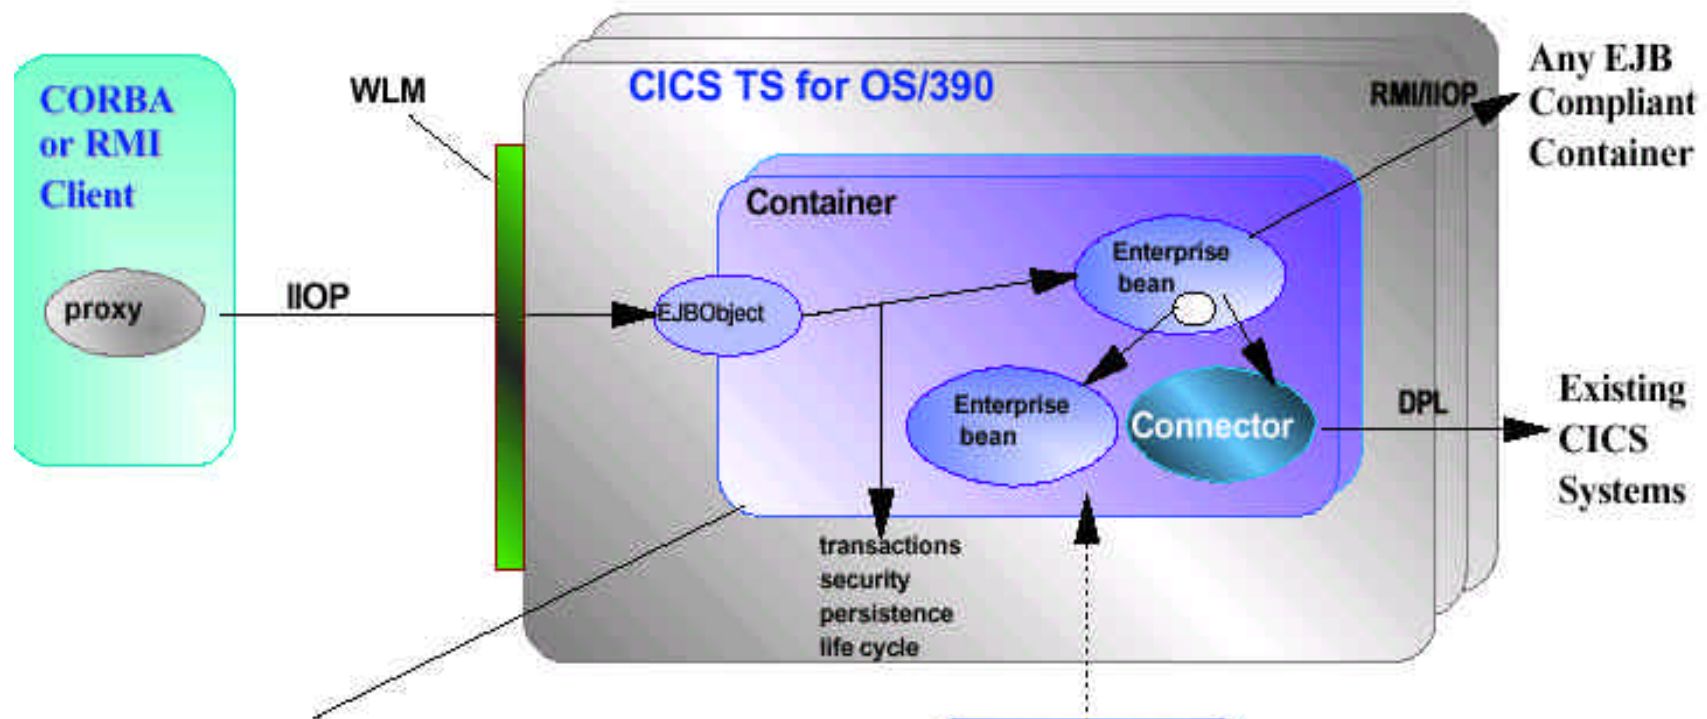 CORBA
or RMI
Client
proxy
IIOP
WLM
CICS TS for OS/390
Container
EJBObject
Enterprise
bean
Enterprise
bean
Connector
transactions
security
persistence
life cycle
RMI/IIOP
Any EJB
Compliant
Container
DPL
Existing
CICS
Systems